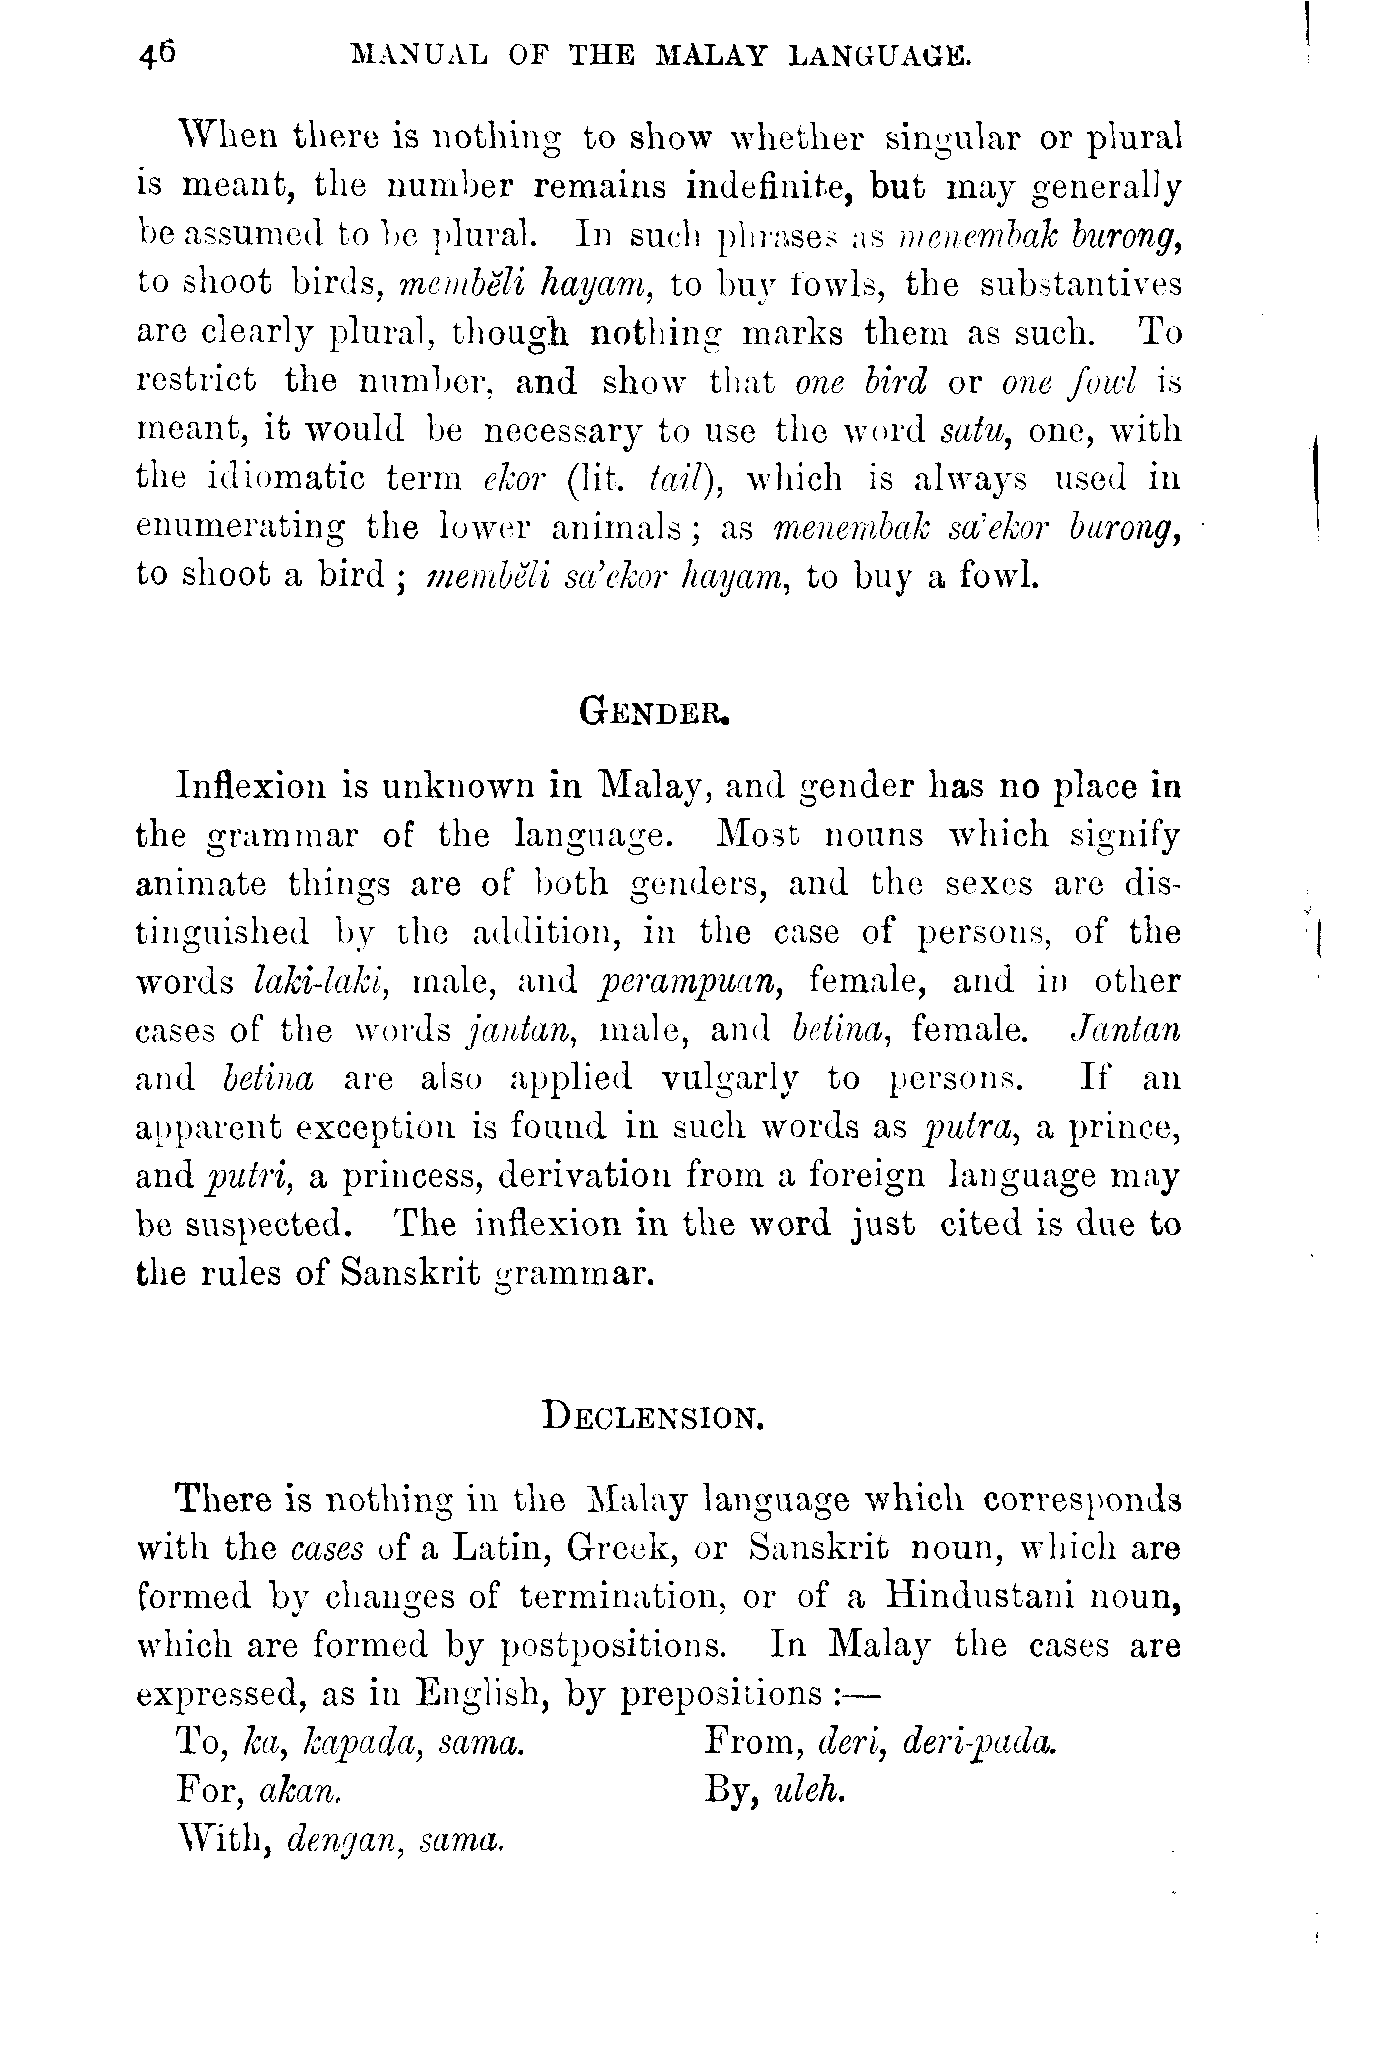 46 MANUAL OF THE MALAY LANGUAGE.
When there is nothing to show whether singular or plural
is meant, the number remains indefinite, but may generally
be assumed to be plural. In such phrases as menembak burong,
to shoot birds, membĕli hayam, to buy fowls, the substantives
are clearly plural, though nothing marks them as such. To
restrict the number, and show that one bird or one fowl is
meant, it would be necessary to use the word satu, one, with
the idiomatic term ekor (lit. tail), which is always used in
enumerating the lower animals; as menembak sa'ekor burong,
to shoot a bird; membĕli sa'ekor hayam, to buy a fowl.
GENDER.
Inflexion is unknown in Malay, and gender has no place in
the grammar of the language. Most nouns which signify
animate things are of both genders, and the sexes are dis-
tinguished by the addition, in the case of persons, of the
words laki-laki, male, and perampuan, female, and in other
cases of the words jantan, male, and betina, female. Jantan
and betina are also applied vulgarly to persons. If an
apparent exception is found in such words as putra, a prince,
and putri, a princess, derivation from a foreign language may
be suspected. The inflexion in the word just cited is due to
the rules of Sanskrit grammar.
DECLENSION.
There is nothing in the Malay language which corresponds
with the cases of a Latin, Greek, or Sanskrit noun, which are
formed by changes of termination, or of a Hindustani noun,
which are formed by postpositions. In Malay the cases are
expressed, as in English, by prepositions :—
To, ka, kapada, sama. From, deri, deri-pada.
For, akan. By, uleh.
With, dengan, sama.